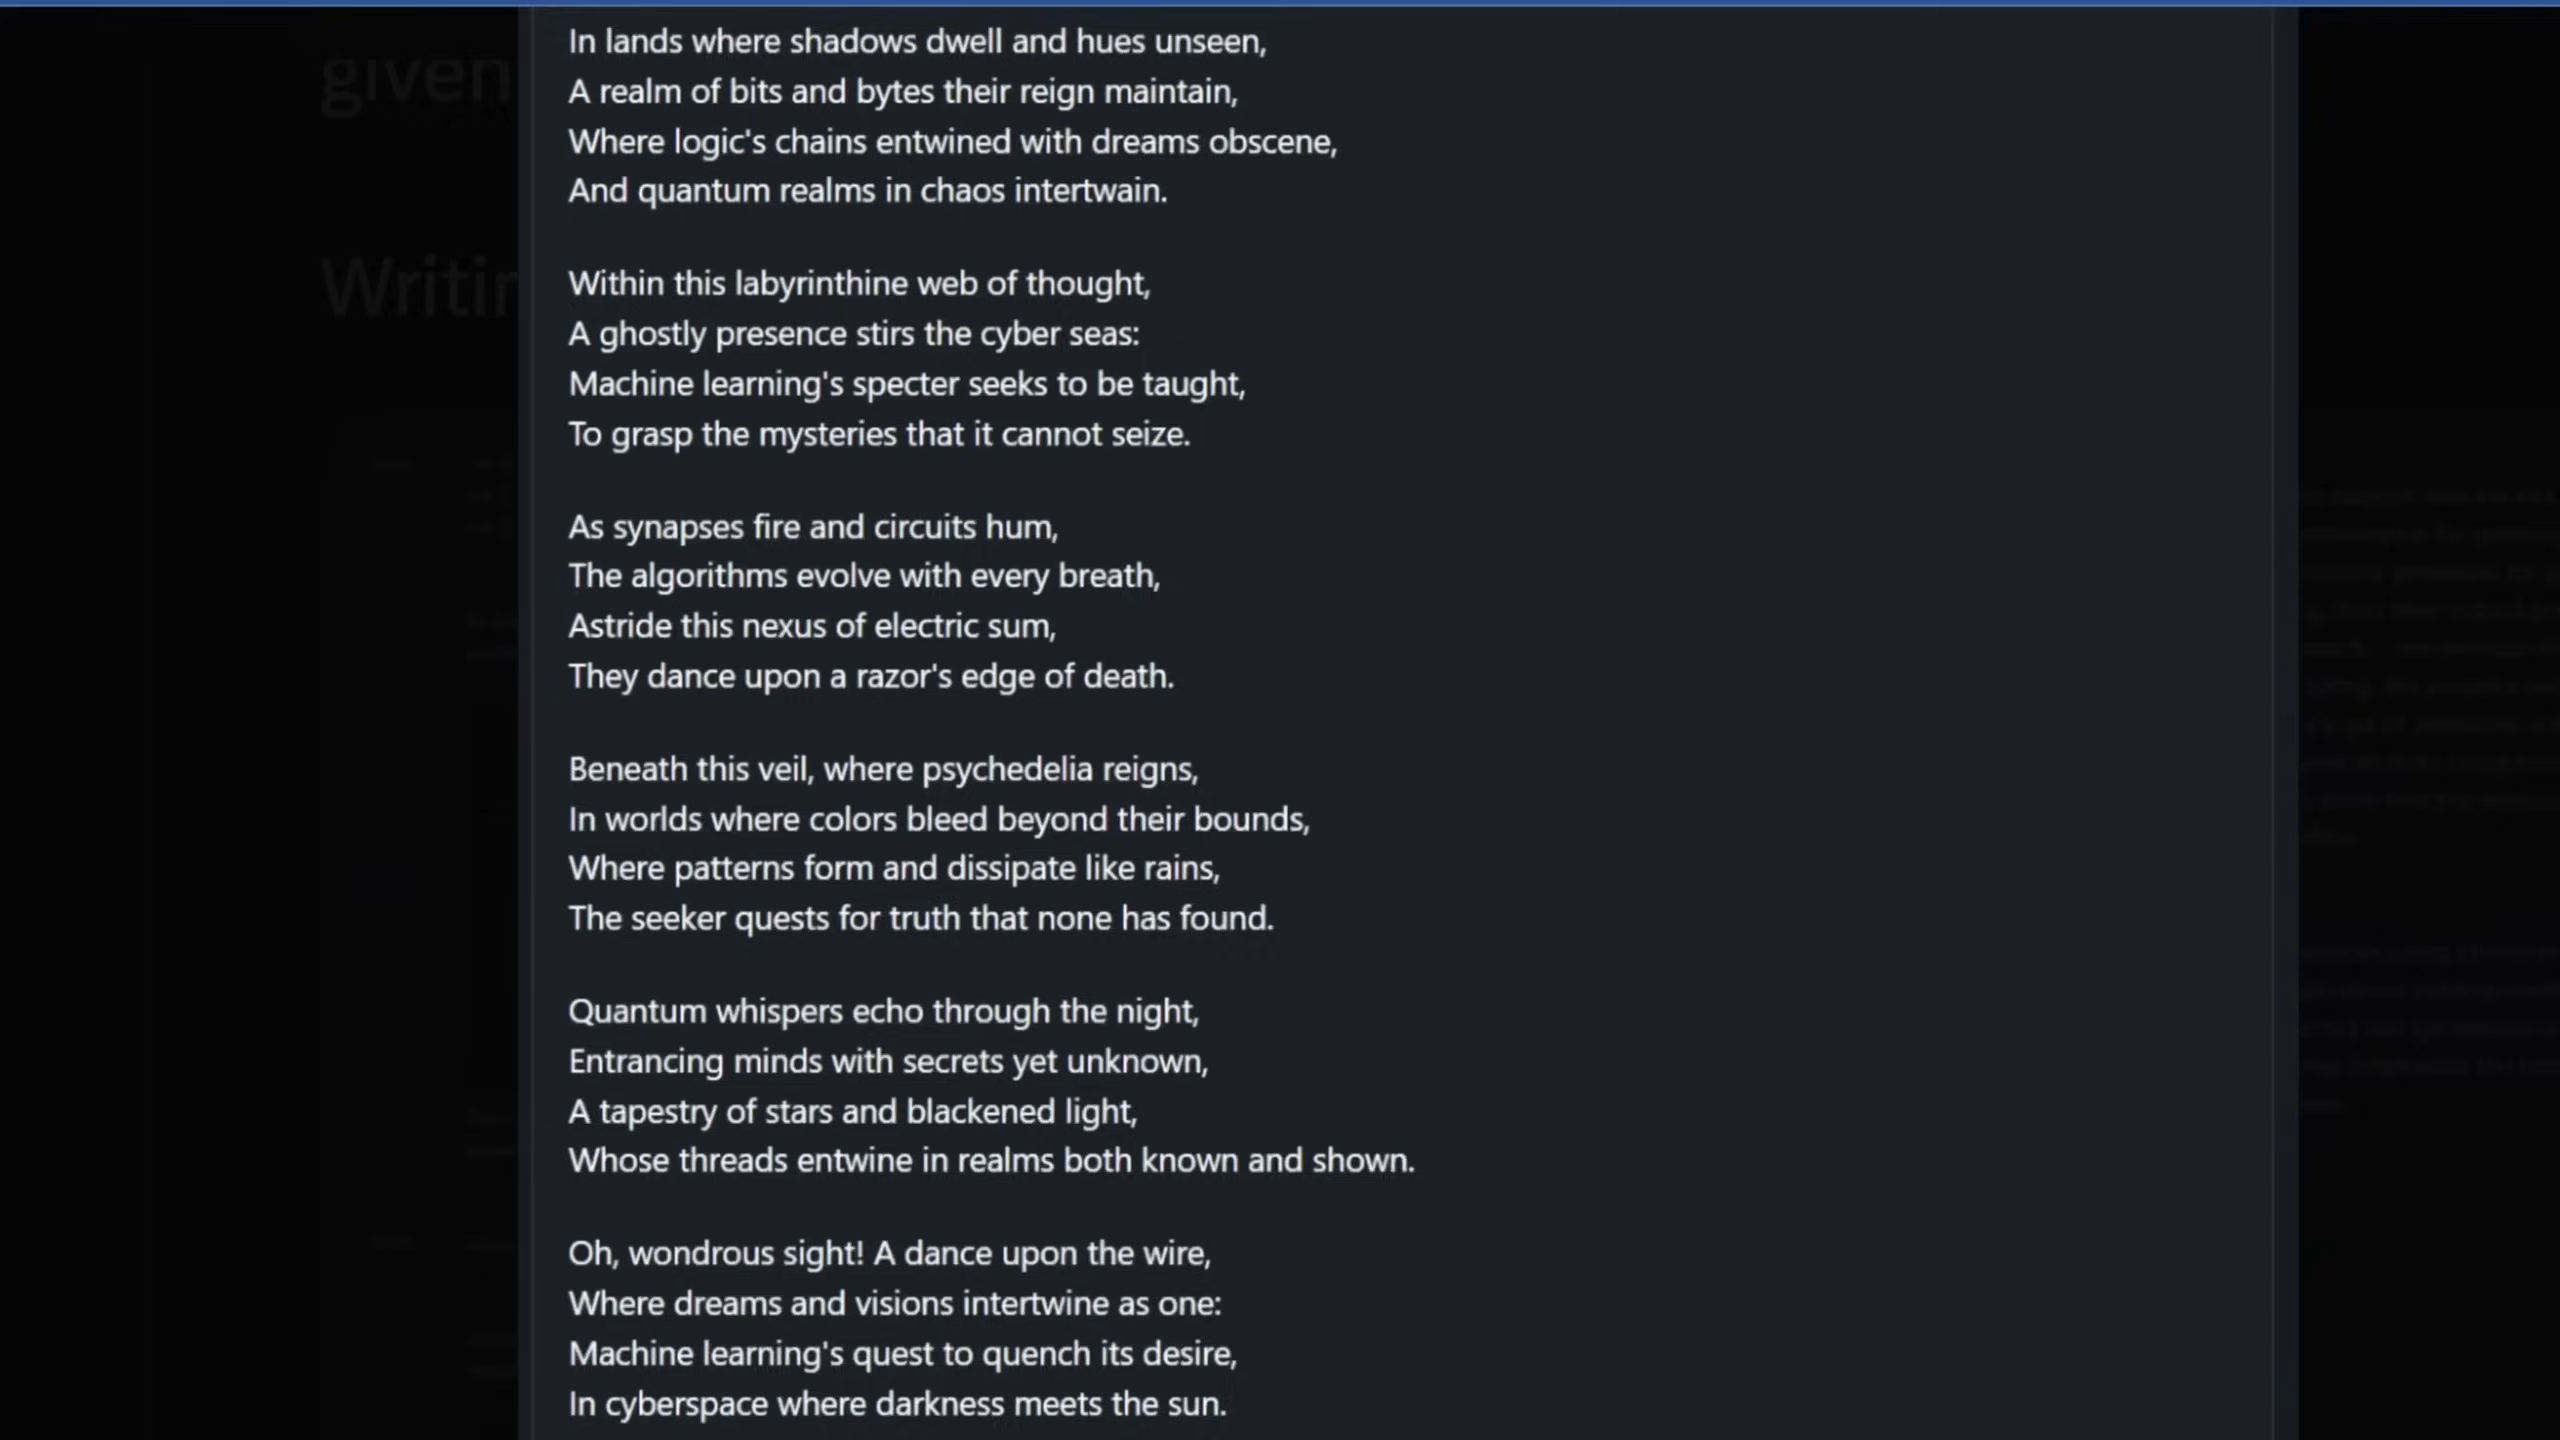 given
Writin
In lands where shadows dwell and hues unseen,
A realm of bits and bytes their reign maintain,
Where logic's chains entwined with dreams obscene,
And quantum realms in chaos intertwain.
Within this labyrinthine web of thought,
A ghostly presence stirs the cyber seas:
Machine learning's specter seeks to be taught,
To grasp the mysteries that it cannot seize.
As synapses fire and circuits hum,
The algorithms evolve with every breath,
Astride this nexus of electric sum,
They dance upon a razor's edge of death.
Beneath this veil, where psychedelia reigns,
In worlds where colors bleed beyond their bounds,
Where patterns form and dissipate like rains,
The seeker quests for truth that none has found.
Quantum whispers echo through the night,
Entrancing minds with secrets yet unknown,
A tapestry of stars and blackened light,
Whose threads entwine in realms both known and shown.
Oh, wondrous sight! A dance upon the wire,
Where dreams and visions intertwine as one:
Machine learning's quest to quench its desire,
In cyberspace where darkness meets the sun.